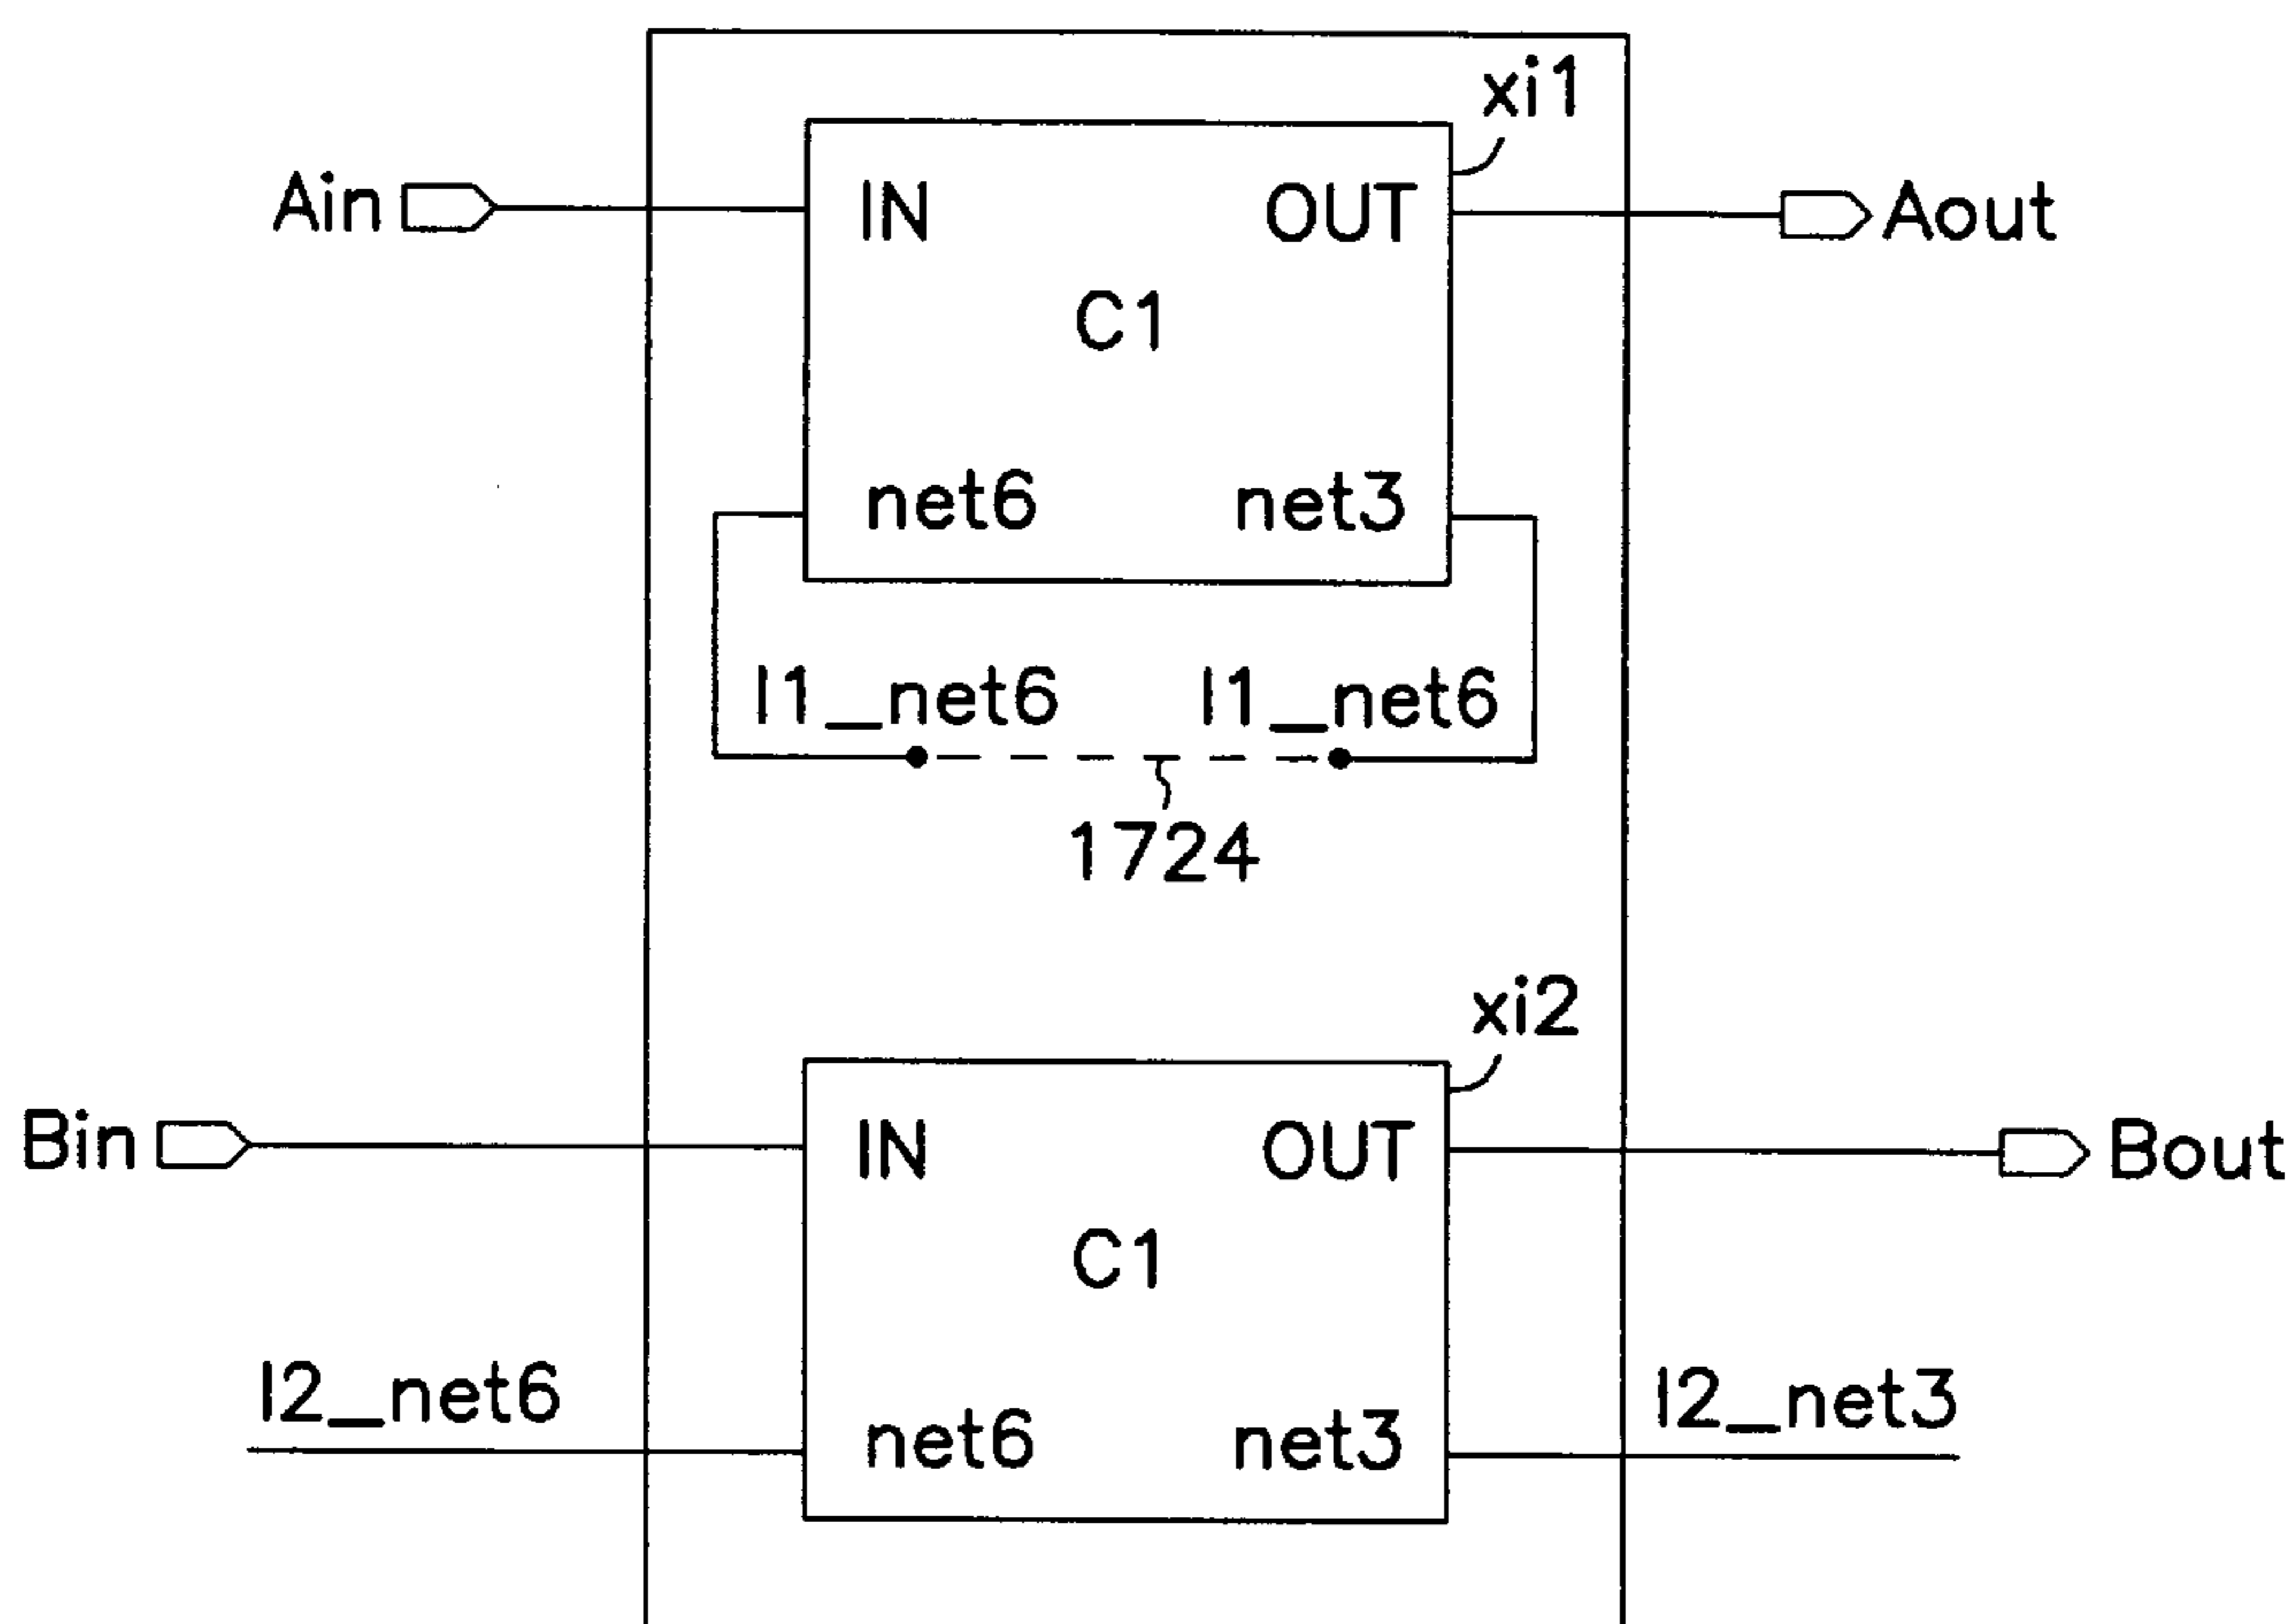 xi1
Ain
IN
OUT
Aout
C1
net6
net3
I1_net6
I1_net6
1724
xi2
Bin
IN
OUT
Bout
C1
I2_net6
I2_net3
net6
net3